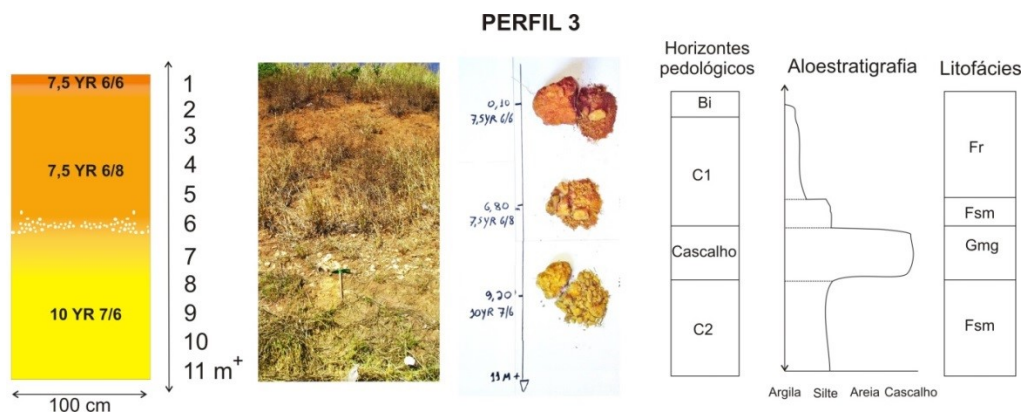 PERFIL 3
7,5 YR 6/6
7,5 YR 6/8
10 YR 7/6
100 cm
1
2
3
4
5
6
7
8
9
10
11 m+
0,10
7,5YR 6/6
6,80
7,5YR 6/8
9,20
10YR 7/6
11 M+
Horizontes
pedológicos
Bi
C1
Cascalho
C2
Aloestratigrafia
Argila Silte Areia Cascalho
Litofácies
Fr
Fsm
Gmg
Fsm